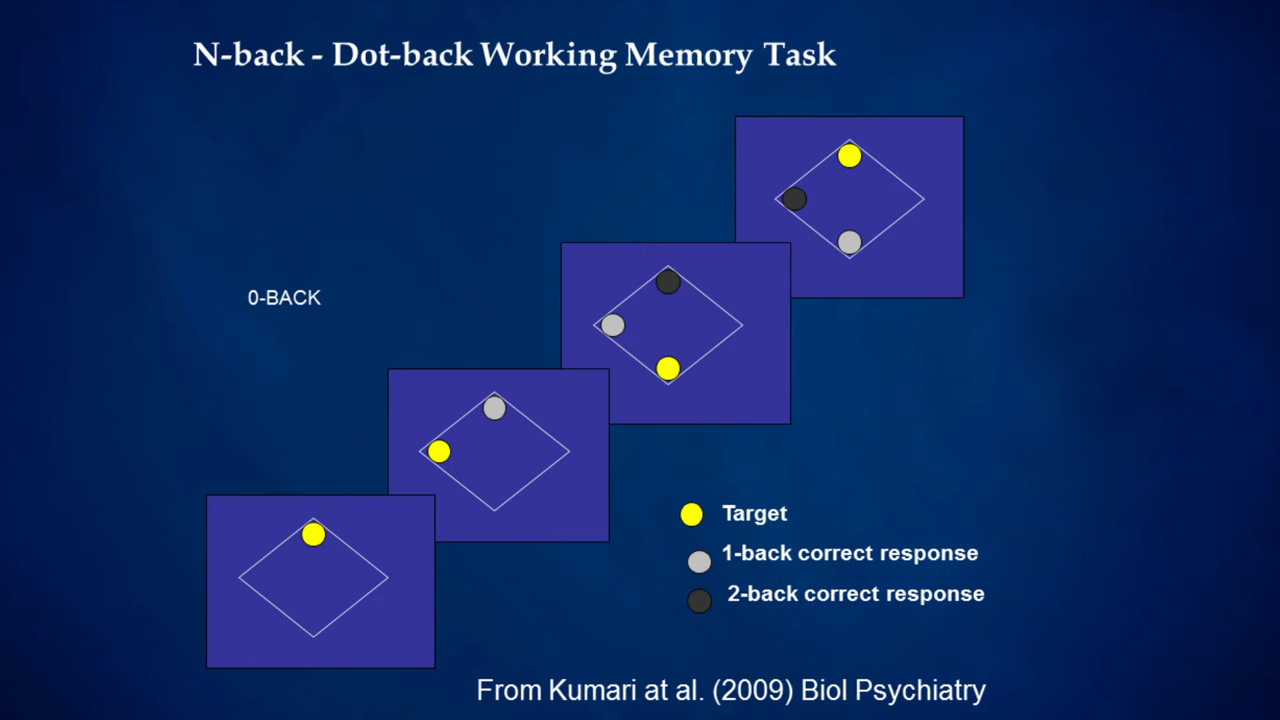 N-back - Dot-back Working Memory Task
0-BACK
Target
1-back correct response
2-back correct response
From Kumari at al. (2009) Biol Psychiatry